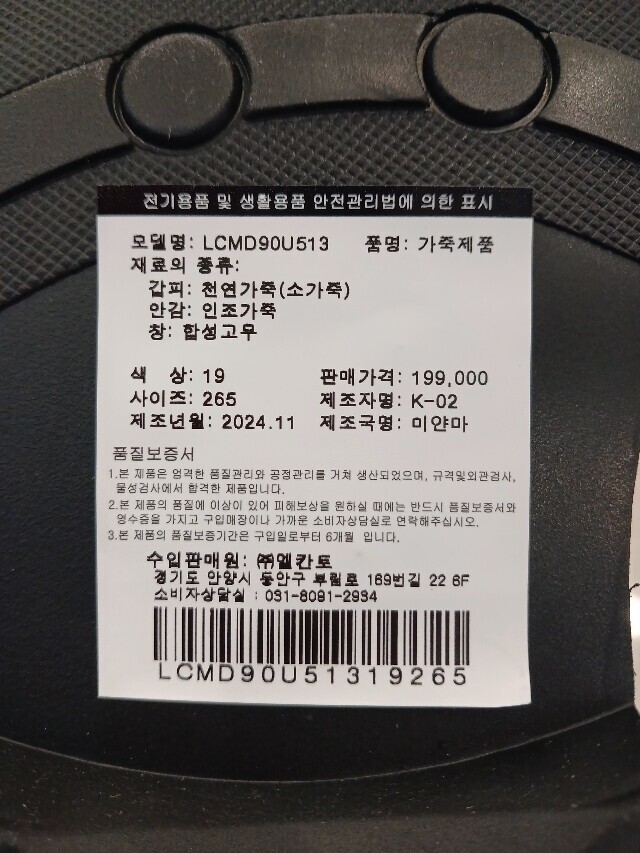 전기용품 및 생활용품 안전관리법에 의한 표시
모델명: LCMD90U513 품명: 가죽제품
재료의 종류:
갑피: 천연가죽(소가죽)
안감: 인조가죽
창: 합성고무
색 상: 19 판매가격: 199,000
사이즈: 265 제조자명: K-02
제조년월: 2024.11 제조국명: 미얀마
품질보증서
1.본 제품은 엄격한 품질관리와 공정관리를 거쳐 생산되었으며, 규격및외관검사,
물성검사에서 합격한 제품입니다.
2.본 제품의 품질에 이상이 있어 피해보상을 원하실 때에는 반드시 품질보증서와
영수증을 가지고 구입매장이나 가까운 소비자상담실로 연락해주십시오.
3.본 제품의 품질보증기간은 구입일로부터 6개월 입니다.
수입판매원: ㈜엘칸토
경기도 안양시 동안구 부림로 169번길 22 6F
소비자상담실 : 031-8091-2934
LCMD90U51319265